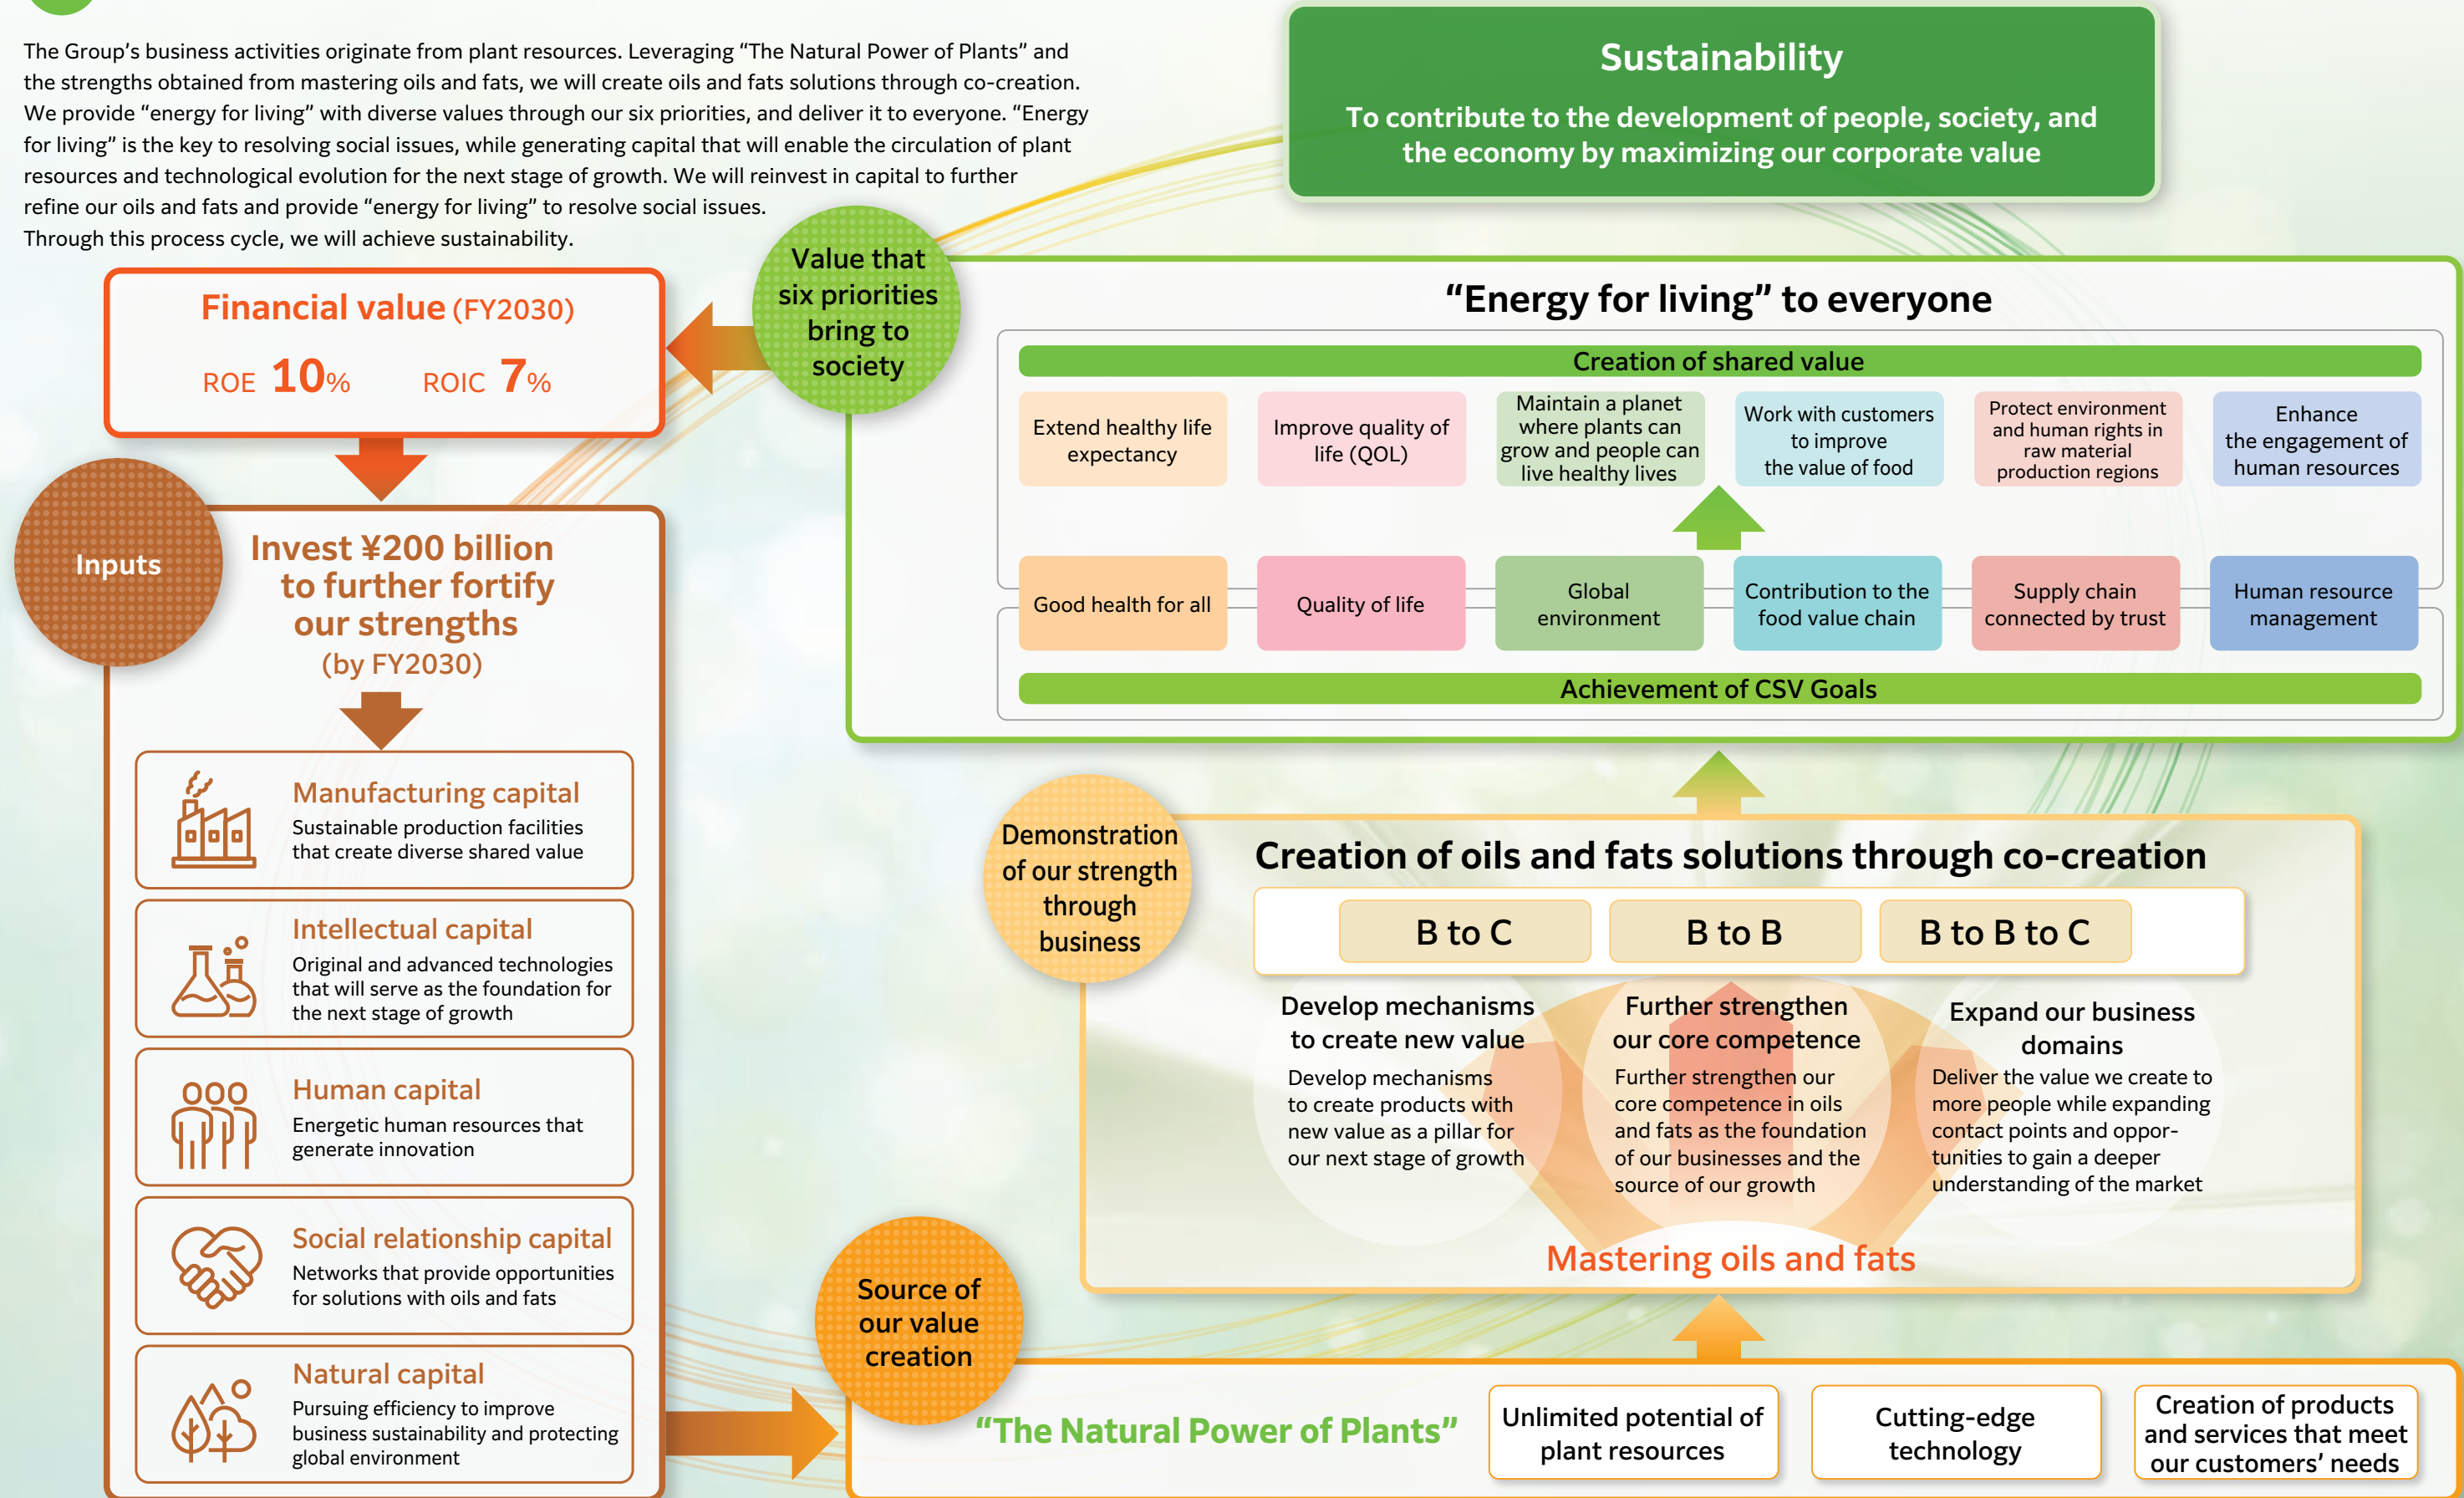 The Group’s business activities originate from plant resources. Leveraging “The Natural Power of Plants” and
the strengths obtained from mastering oils and fats, we will create oils and fats solutions through co-creation.
We provide “energy for living” with diverse values through our six priorities, and deliver it to everyone. “Energy
for living” is the key to resolving social issues, while generating capital that will enable the circulation of plant
resources and technological evolution for the next stage of growth. We will reinvest in capital to further
refine our oils and fats and provide “energy for living” to resolve social issues.
Through this process cycle, we will achieve sustainability.
Sustainability
To contribute to the development of people, society, and
the economy by maximizing our corporate value
Value that
six priorities
bring to
society
Financial value (FY2030)
ROE 10% ROIC 7%
Inputs
Invest ¥200 billion
to further fortify
our strengths
(by FY2030)
Manufacturing capital
Sustainable production facilities
that create diverse shared value
Intellectual capital
Original and advanced technologies
that will serve as the foundation for
the next stage of growth
Human capital
Energetic human resources that
generate innovation
Social relationship capital
Networks that provide opportunities
for solutions with oils and fats
Natural capital
Pursuing efficiency to improve
business sustainability and protecting
global environment
“Energy for living” to everyone
Creation of shared value
Extend healthy life
expectancy
Improve quality of
life (QOL)
Maintain a planet
where plants can
grow and people can
live healthy lives
Work with customers
to improve
the value of food
Protect environment
and human rights in
raw material
production regions
Enhance
the engagement of
human resources
Good health for all
Quality of life
Global
environment
Contribution to the
food value chain
Supply chain
connected by trust
Human resource
management
Achievement of CSV Goals
Demonstration
of our strength
through
business
Creation of oils and fats solutions through co-creation
B to C
B to B
B to B to C
Develop mechanisms
to create new value
Develop mechanisms
to create products with
new value as a pillar for
our next stage of growth
Further strengthen
our core competence
Further strengthen our
core competence in oils
and fats as the foundation
of our businesses and the
source of our growth
Expand our business
domains
Deliver the value we create to
more people while expanding
contact points and oppor-
tunities to gain a deeper
understanding of the market
Mastering oils and fats
Source of
our value
creation
“The Natural Power of Plants”
Unlimited potential of
plant resources
Cutting-edge
technology
Creation of products
and services that meet
our customers’ needs